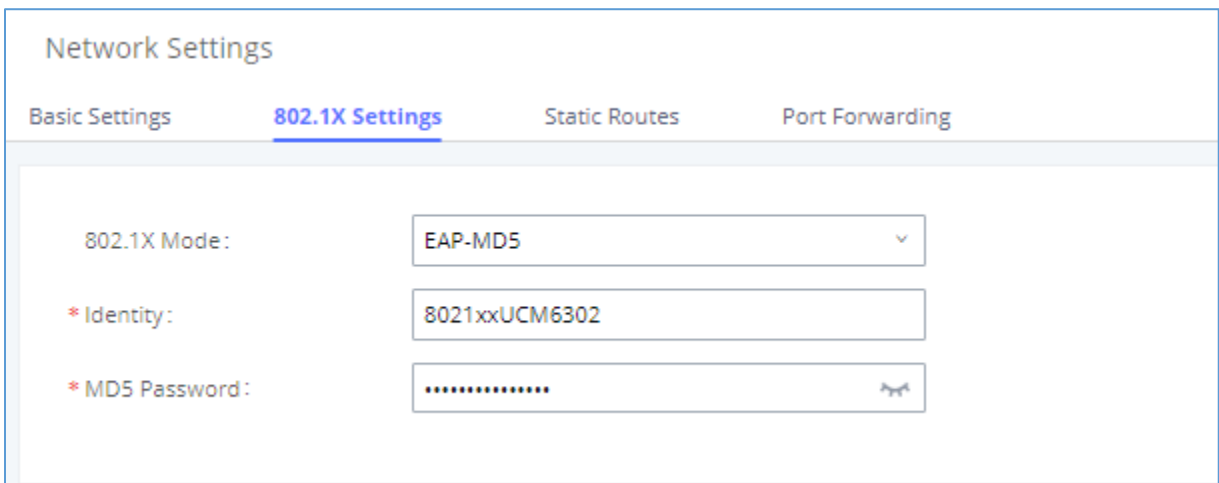 Network Settings
Basic Settings 802.1X Settings Static Routes Port Forwarding
802.1X Mode: EAP-MD5
* Identity: 8021xxUCM6302
* MD5 Password: •••••••••••••••